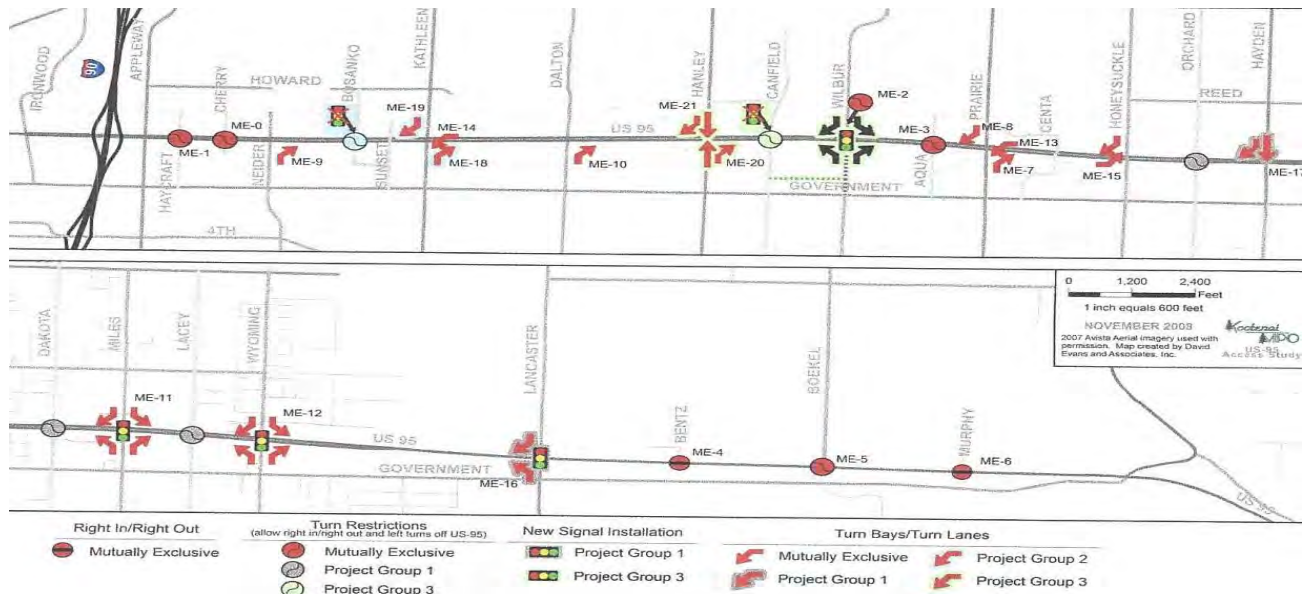 IRONWOOD
90
APPLEWAY
HAYCRAFT
CHERRY
HOWARD
NEIDER
4TH
BOSANKO
SUNSET
KATHLEEN
DALTON
US 95
HANLEY
CANFIELD
WILBUR
GOVERNMENT
AQUA
PRAIRIE
CENTA
HONEYSUCKLE
ORCHARD
REED
HAYDEN
ME-1
ME-0
ME-9
ME-19
ME-14
ME-18
ME-10
ME-21
ME-20
ME-2
ME-3
ME-8
ME-13
ME-7
ME-15
ME-17
DAKOTA
MILES
LACEY
WYOMING
LANCASTER
BENTZ
BOEKEL
MURPHY
ME-11
ME-12
US 95
GOVERNMENT
ME-16
ME-4
ME-5
ME-6
US 95
0 1,200 2,400
Feet
1 inch equals 600 feet
NOVEMBER 2009
2007 Avista Aerial imagery used with
permission. Map created by David
Evans and Associates, Inc.
Kootenai
MPO
US-95
Access Study
Right In/Right Out
Mutually Exclusive
Turn Restrictions
(allow right in/right out and left turns off US-95)
Mutually Exclusive
Project Group 1
Project Group 3
New Signal Installation
Project Group 1
Project Group 3
Turn Bays/Turn Lanes
Mutually Exclusive
Project Group 1
Project Group 2
Project Group 3